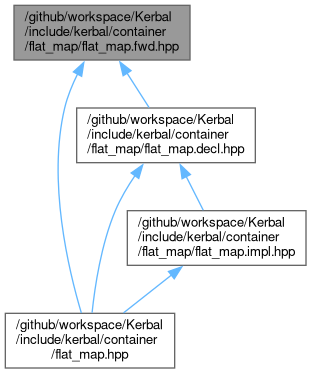 /github/workspace/Kerbal
/include/kerbal/container
/flat_map/flat_map.fwd.hpp
/github/workspace/Kerbal
/include/kerbal/container
/flat_map/flat_map.decl.hpp
/github/workspace/Kerbal
/include/kerbal/container
/flat_map/flat_map.impl.hpp
/github/workspace/Kerbal
/include/kerbal/container
/flat_map.hpp